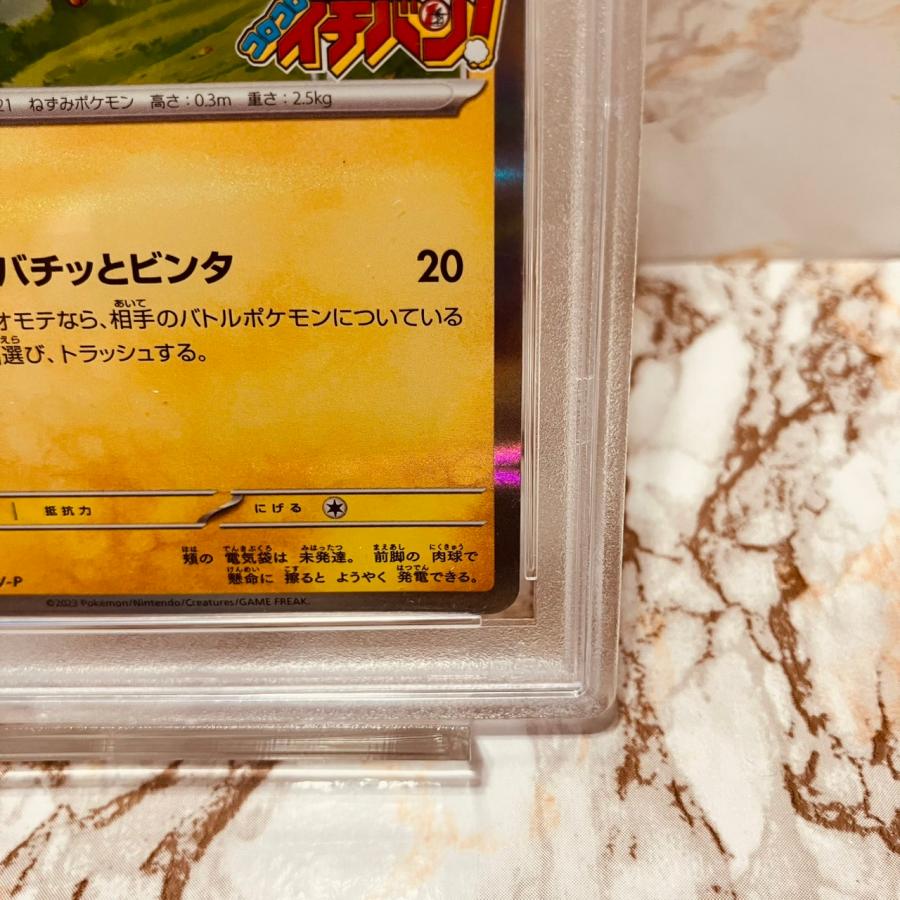 コロコロ
イチバン!
21 ねずみポケモン 高さ:0.3m 重さ:2.5kg
バチッとビンタ 20
オモテなら、相手のバトルポケモンについている
選び、トラッシュする。
抵抗力 にげる
頬の 電気袋は 未発達。 前脚の 肉球で
懸命に 擦ると ようやく 発電できる。
V-P
©2023 Pokémon/Nintendo/Creatures/GAME FREAK.